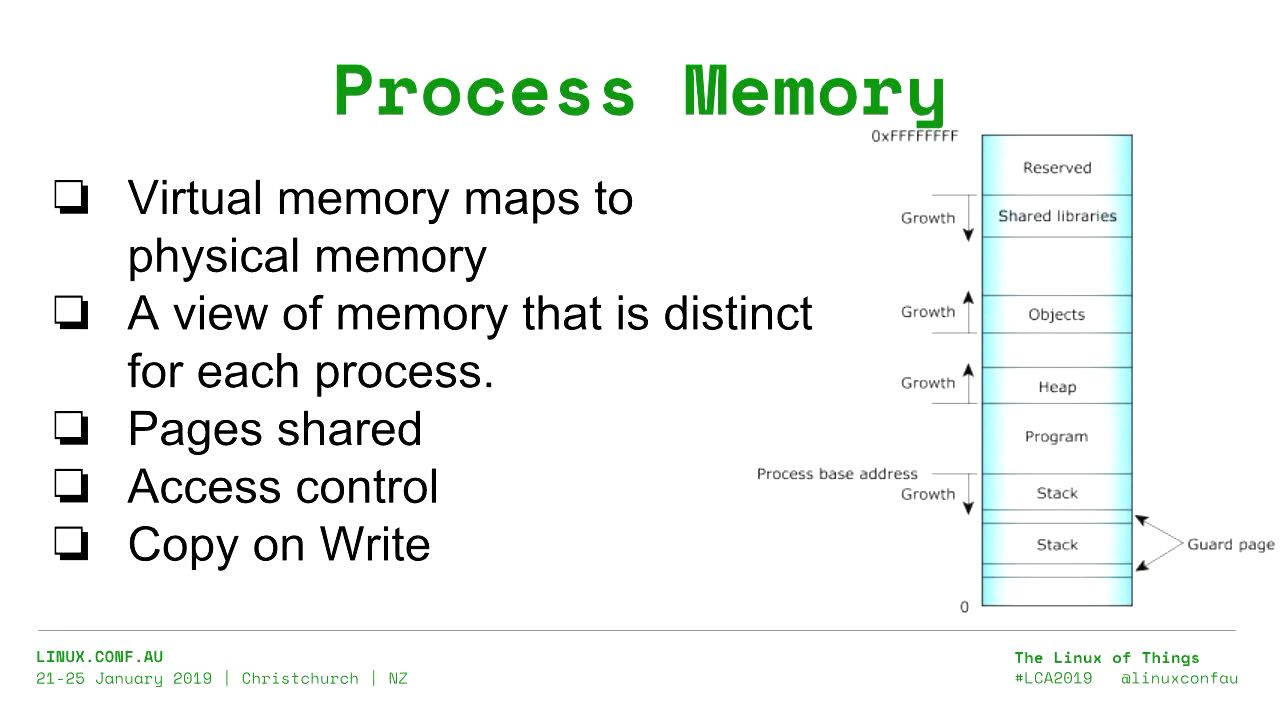 Process Memory
❏ Virtual memory maps to
physical memory
❏ A view of memory that is distinct
for each process.
❏ Pages shared
❏ Access control
❏ Copy on Write
0xFFFFFFFF
Reserved
Growth
Shared libraries
Growth
Objects
Growth
Heap
Program
Process base address
Growth
Stack
Stack
Guard page
0
LINUX.CONF.AU
21-25 January 2019 | Christchurch | NZ
The Linux of Things
#LCA2019 @linuxconfau